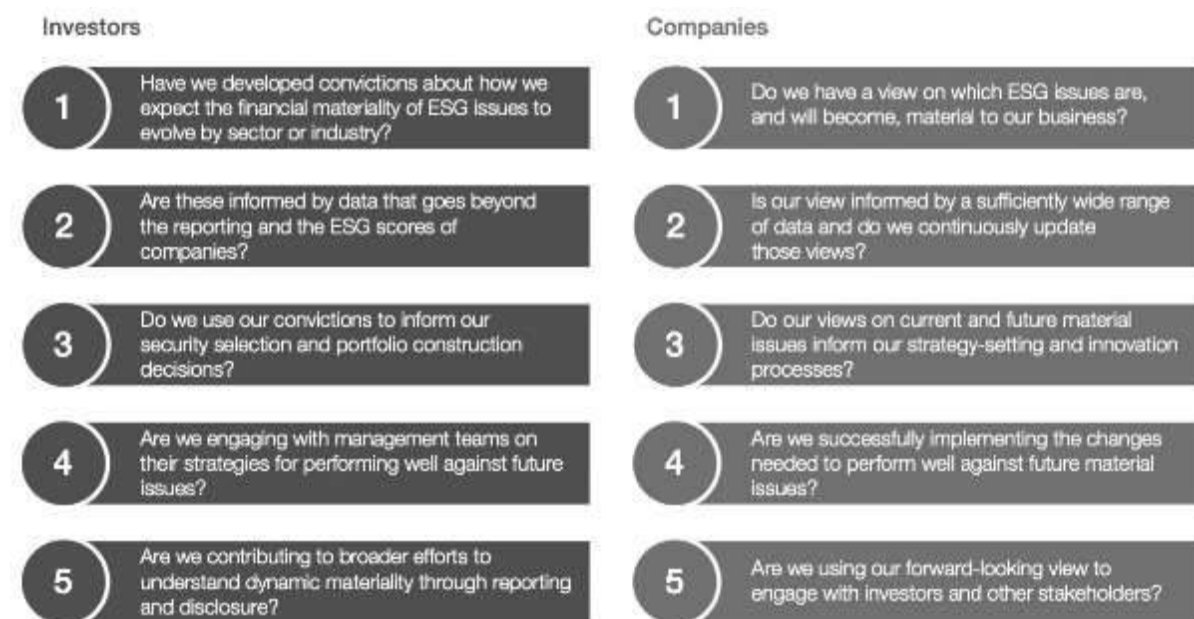 Investors
1
Have we developed convictions about how we
expect the financial materiality of ESG issues to
evolve by sector or industry?
2
Are these informed by data that goes beyond
the reporting and the ESG scores of
companies?
3
Do we use our convictions to inform our
security selection and portfolio construction
decisions?
4
Are we engaging with management teams on
their strategies for performing well against future
issues?
5
Are we contributing to broader efforts to
understand dynamic materiality through reporting
and disclosure?
Companies
1
Do we have a view on which ESG issues are,
and will become, material to our business?
2
Is our view informed by a sufficiently wide range
of data and do we continuously update
those views?
3
Do our views on current and future material
issues inform our strategy-setting and innovation
processes?
4
Are we successfully implementing the changes
needed to perform well against future material
issues?
5
Are we using our forward-looking view to
engage with investors and other stakeholders?